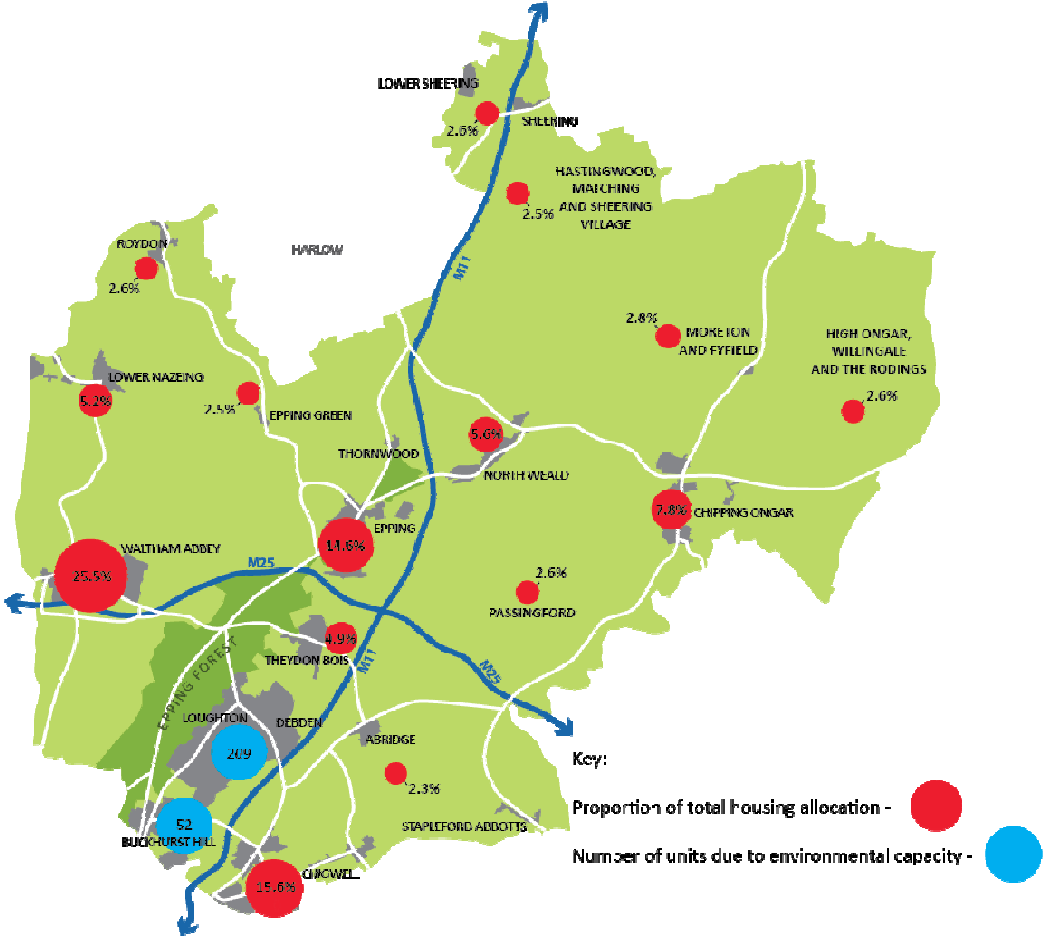 LOWER SHEERING
2.6%
SHEERING
HASTINGWOOD,
MATCHING
AND SHEERING
VILLAGE
2.5%
ROYDON
2.6%
HARLOW
M11
2.8%
MORETON
AND FYFIELD
HIGH ONGAR,
WILLINGALE
AND THE RODINGS
2.6%
LOWER NAZEING
5.2%
2.5%
EPPING GREEN
THORNWOOD
5.6%
NORTH WEALD
7.8%
CHIPPING ONGAR
EPPING
14.6%
WALTHAM ABBEY
25.5%
M25
2.6%
PASSINGFORD
4.9%
THEYDON BOIS
M11
M25
EPPING FOREST
LOUGHTON
DEBDEN
209
ABRIDGE
2.3%
52
BUCKHURST HILL
STAPLEFORD ABBOTTS
CHIGWELL
15.6%
Key:
Proportion of total housing allocation -
Number of units due to environmental capacity -